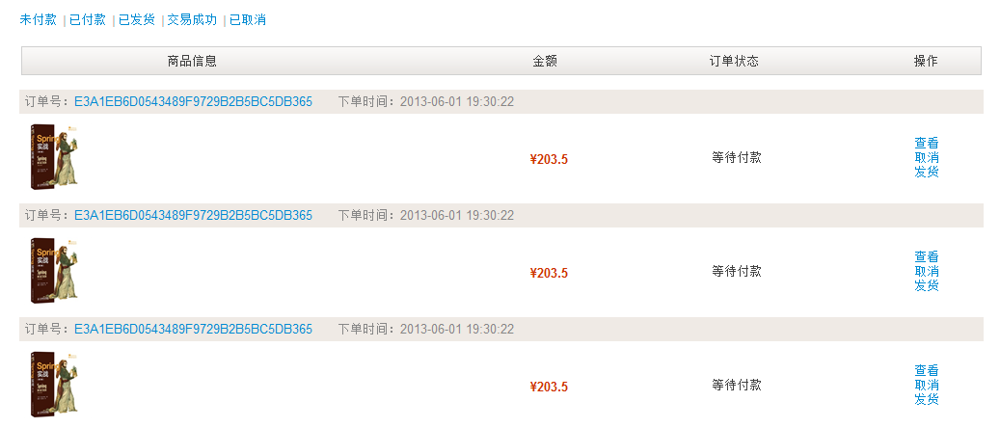 未付款 | 已付款 | 已发货 | 交易成功 | 已取消
商品信息 金额 订单状态 操作
订单号：E3A1EB6D0543489F9729B2B5BC5DB365 下单时间：2013-06-01 19:30:22
Spring
实战
Spring
¥203.5 等待付款 查看
取消
发货
订单号：E3A1EB6D0543489F9729B2B5BC5DB365 下单时间：2013-06-01 19:30:22
Spring
实战
Spring
¥203.5 等待付款 查看
取消
发货
订单号：E3A1EB6D0543489F9729B2B5BC5DB365 下单时间：2013-06-01 19:30:22
Spring
实战
Spring
¥203.5 等待付款 查看
取消
发货